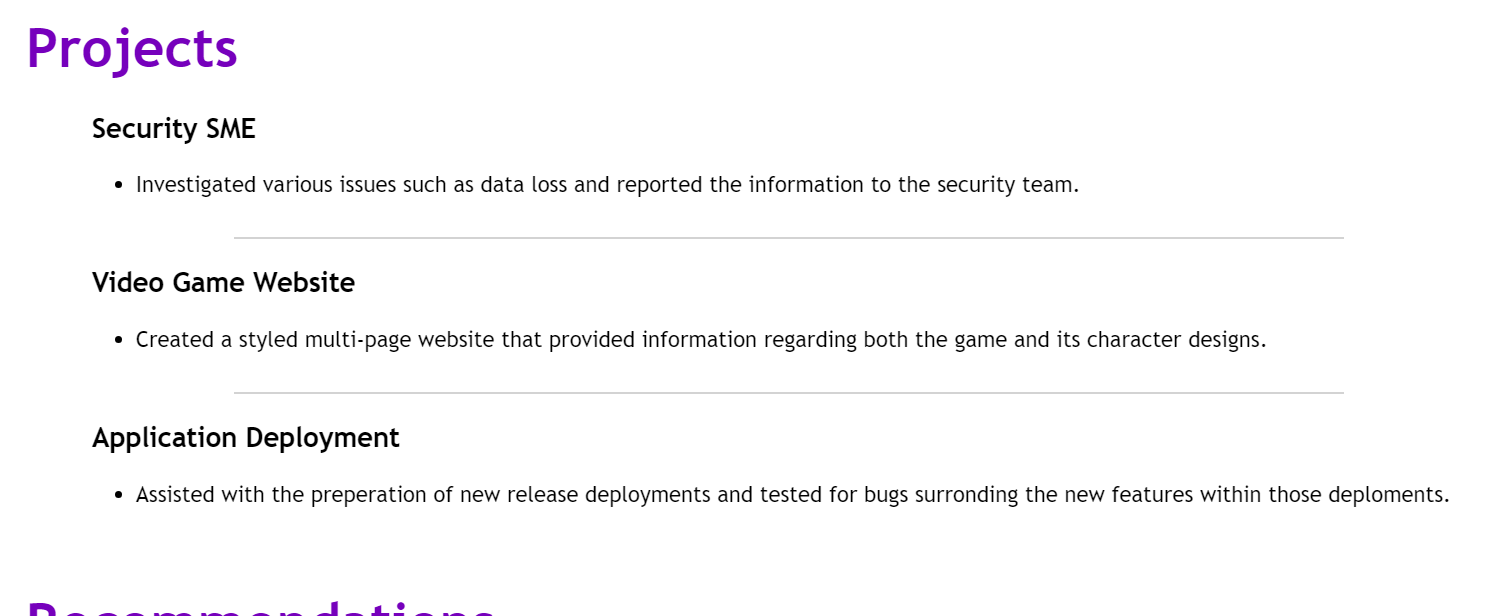 Projects
Security SME
• Investigated various issues such as data loss and reported the information to the security team.
Video Game Website
• Created a styled multi-page website that provided information regarding both the game and its character designs.
Application Deployment
• Assisted with the preperation of new release deployments and tested for bugs surronding the new features within those deploments.
Recommendations